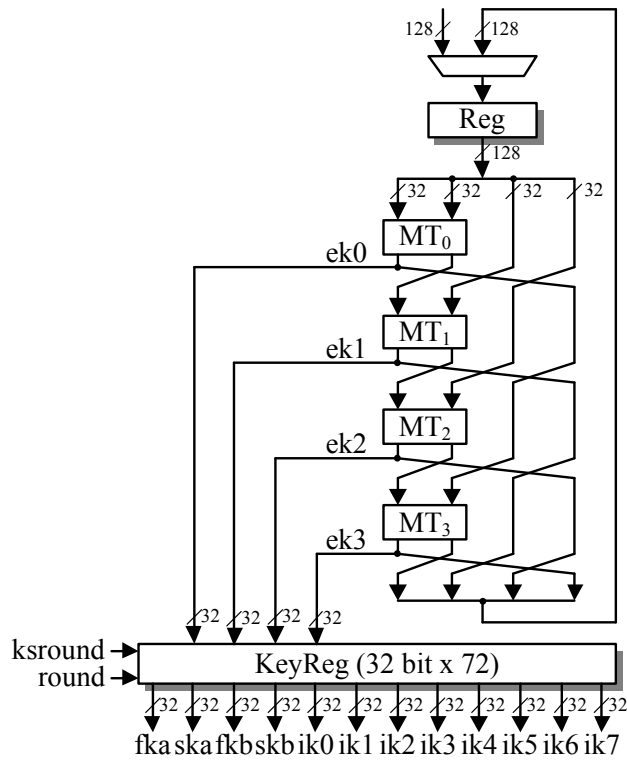 128 128
Reg
128
32 32 32 32
MT0
ek0
MT1
ek1
MT2
ek2
MT3
ek3
32 32 32 32
ksround
KeyReg (32 bit x 72)
round
32 32 32 32 32 32 32 32 32 32 32 32
fka ska fkb skb ik0 ik1 ik2 ik3 ik4 ik5 ik6 ik7